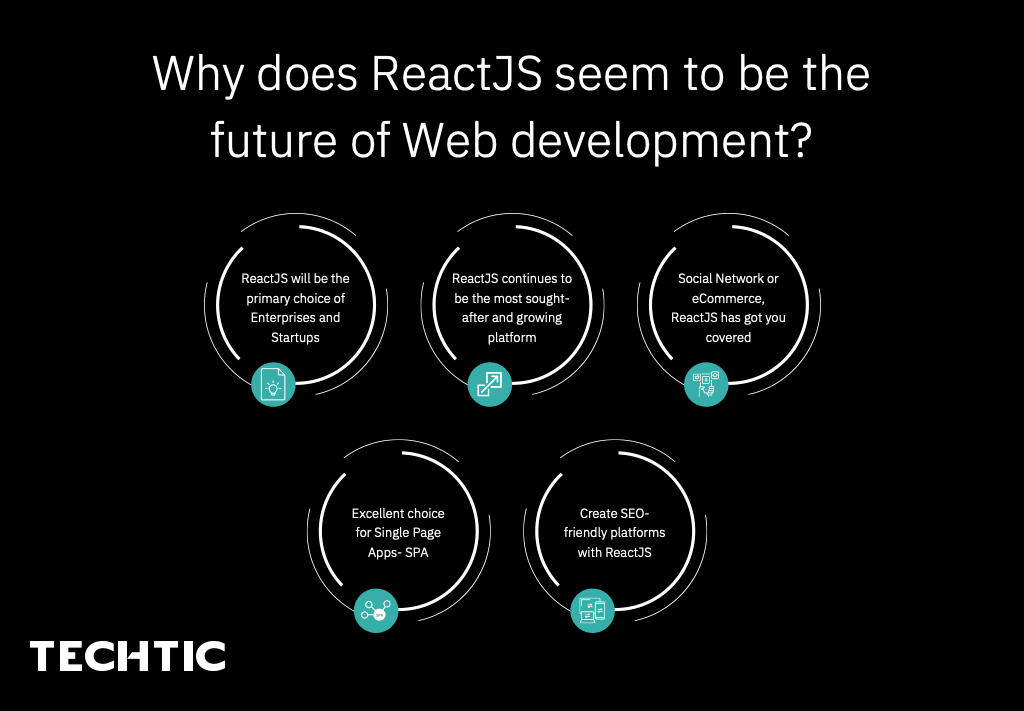 Why does ReactJS seem to be the
future of Web development?
ReactJS will be the
primary choice of
Enterprises and
Startups
ReactJS continues to
be the most sought-
after and growing
platform
Social Network or
eCommerce,
ReactJS has got you
covered
Excellent choice
for Single Page
Apps- SPA
Create SEO-
friendly platforms
with ReactJS
TECHTIC